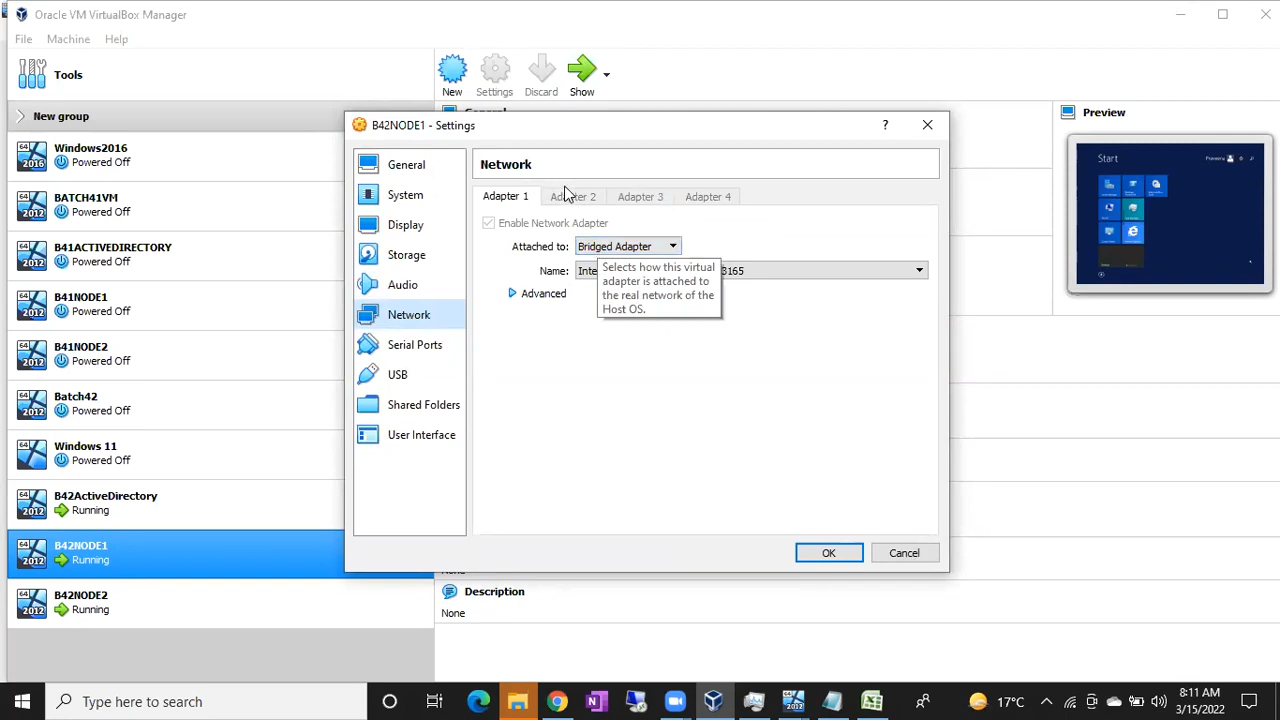 Oracle VM VirtualBox Manager
File Machine Help
Tools
New Settings Discard Show
New group
Windows2016
Powered Off
BATCH41VM
Powered Off
B41ACTIVEDIRECTORY
Powered Off
B41NODE1
Powered Off
B41NODE2
Powered Off
Batch42
Powered Off
Windows 11
Powered Off
B42ActiveDirectory
Running
B42NODE1
Running
B42NODE2
Running
General
Preview
Start
B42NODE1 - Settings
?
General
System
Display
Storage
Audio
Network
Serial Ports
USB
Shared Folders
User Interface
Network
Adapter 1 Adapter 2 Adapter 3 Adapter 4
Enable Network Adapter
Attached to: Bridged Adapter
Name:
Advanced
Selects how this virtual
adapter is attached to
the real network of the
Host OS.
OK Cancel
Description
None
Type here to search
17°C
8:11 AM
3/15/2022